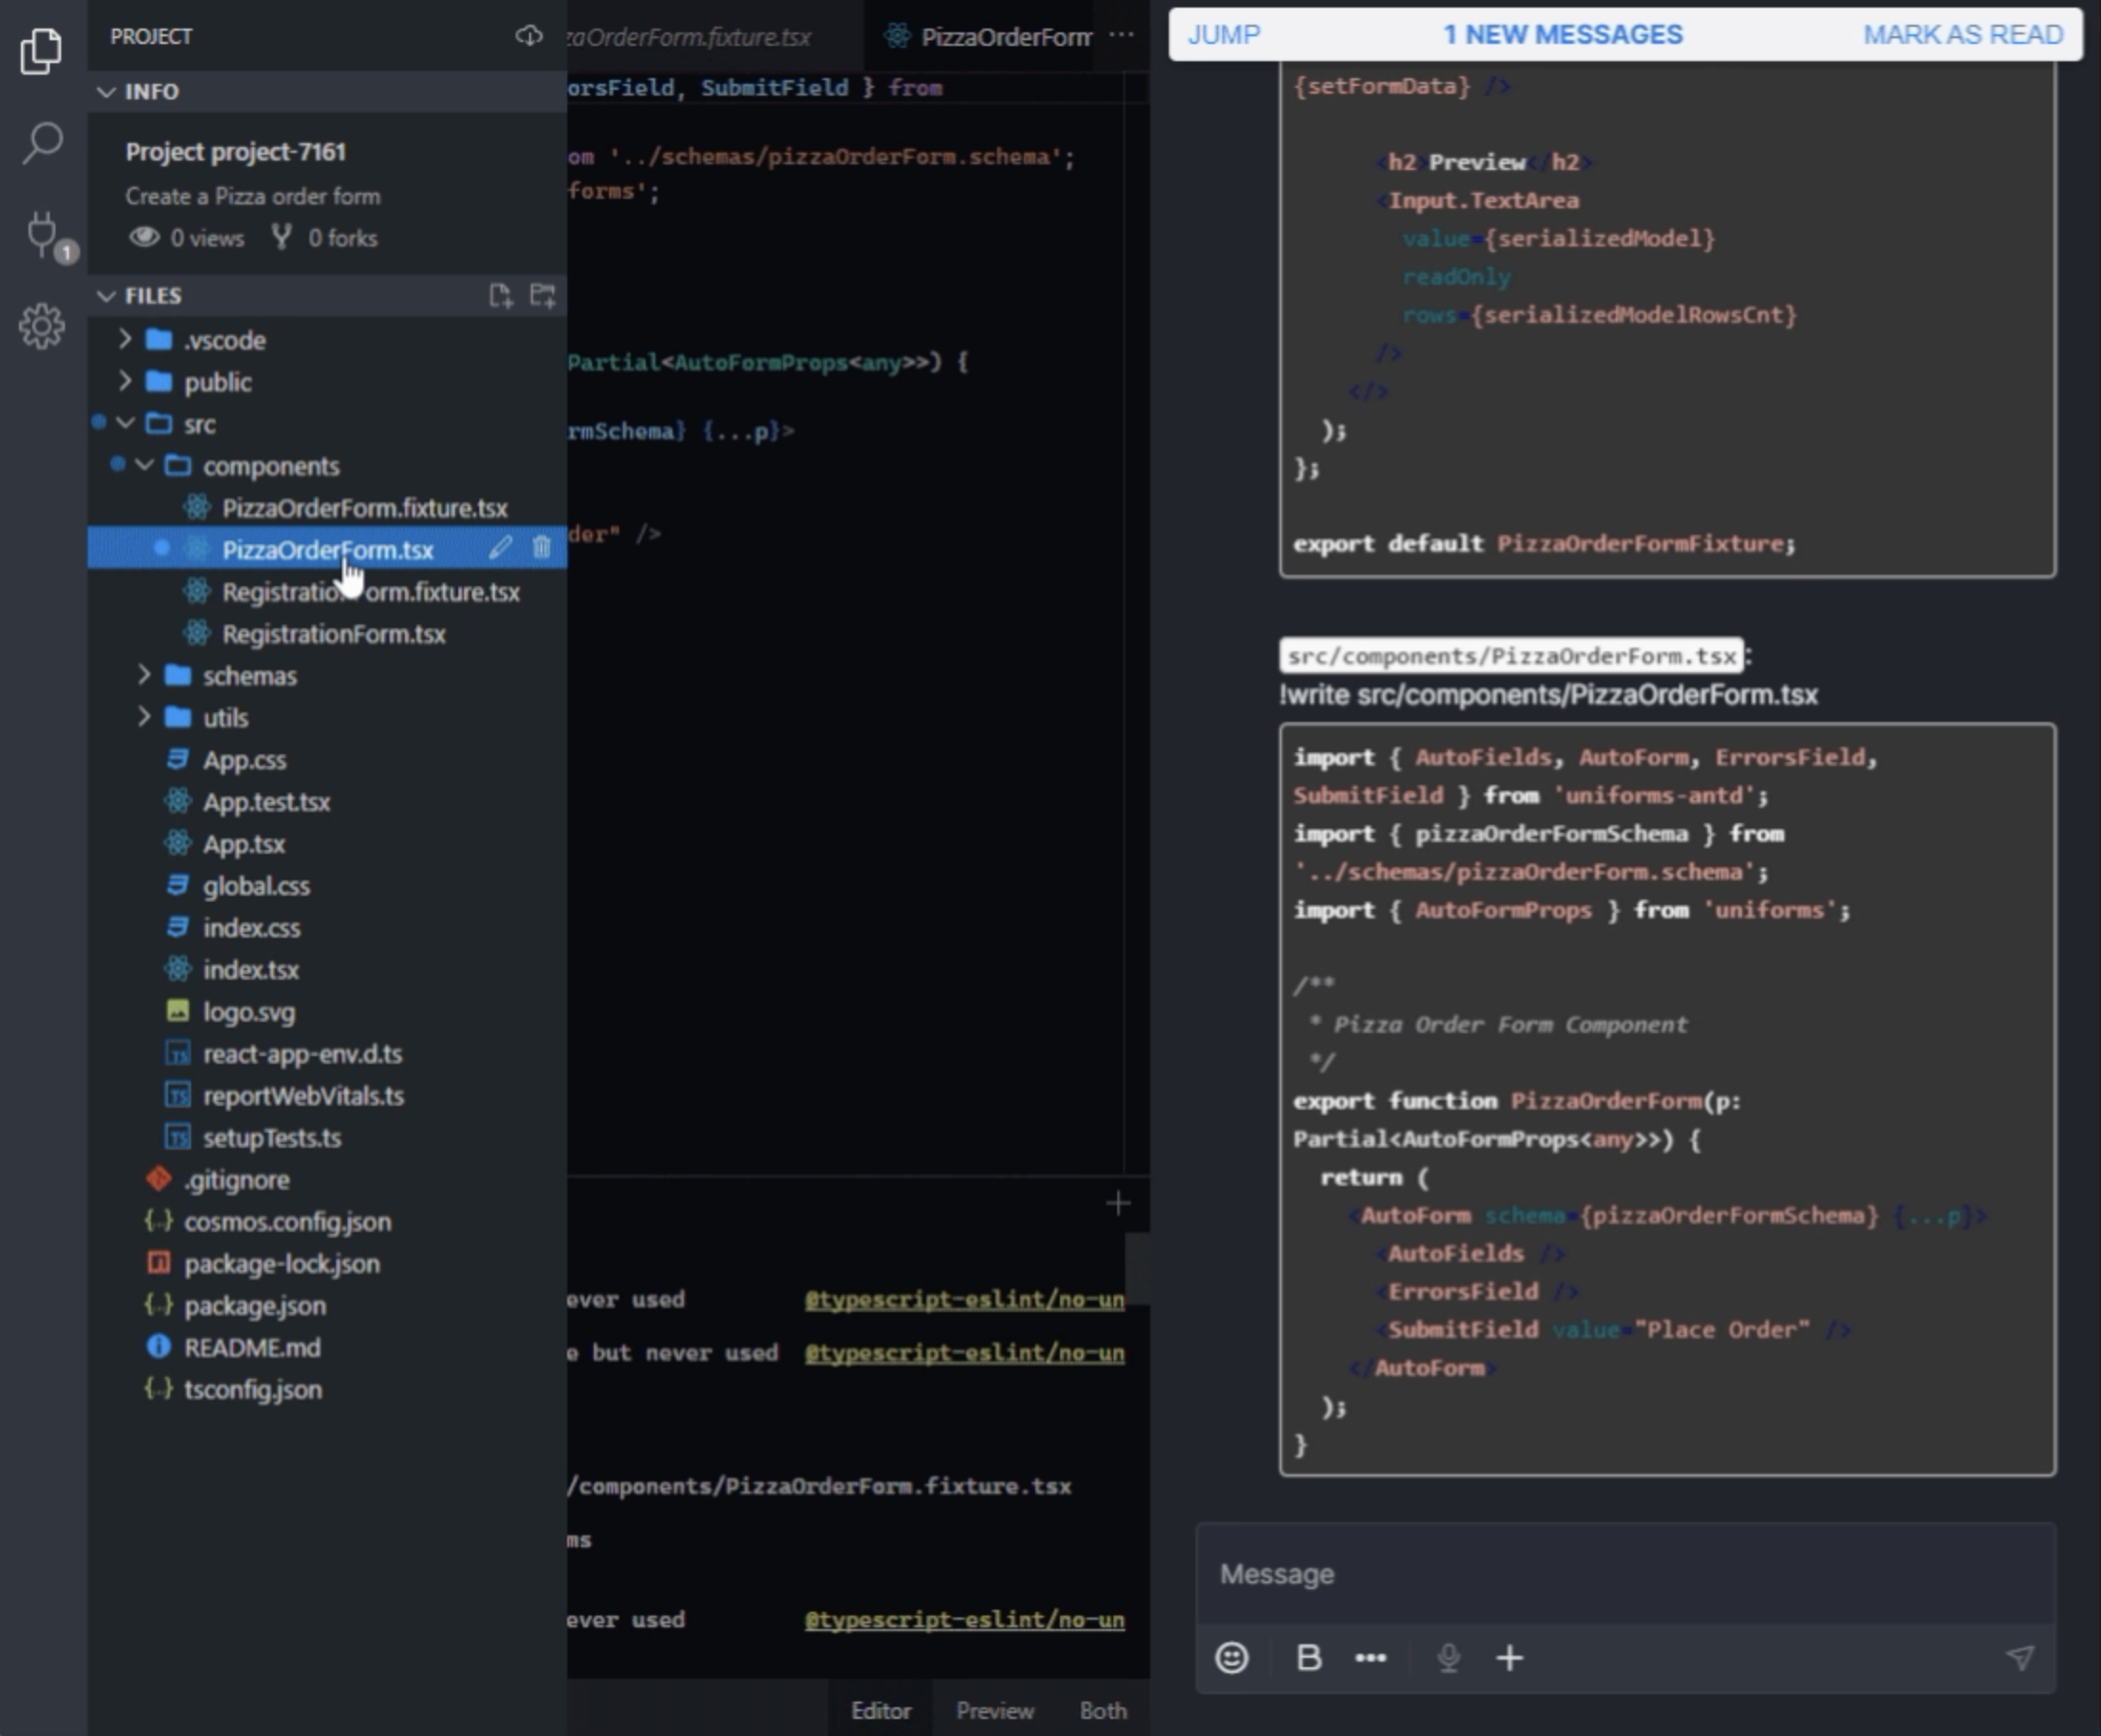 PROJECT
INFO
Project project-7161
Create a Pizza order form
0 views 0 forks
1
FILES
.vscode
public
src
components
PizzaOrderForm.fixture.tsx
PizzaOrderForm.tsx
RegistrationForm.fixture.tsx
RegistrationForm.tsx
schemas
utils
App.css
App.test.tsx
App.tsx
global.css
index.css
index.tsx
logo.svg
react-app-env.d.ts
reportWebVitals.ts
setupTests.ts
.gitignore
cosmos.config.json
package-lock.json
package.json
README.md
tsconfig.json
zaOrderForm.fixture.tsx PizzaOrderForm ...
orsField, SubmitField } from
om '../schemas/pizzaOrderForm.schema';
forms';
Partial<AutoFormProps<any>>) {
rmSchema} {...p}>
der" />
ever used @typescript-eslint/no-un
e but never used @typescript-eslint/no-un
/components/PizzaOrderForm.fixture.tsx
ms
ever used @typescript-eslint/no-un
Editor Preview Both
JUMP 1 NEW MESSAGES MARK AS READ
{setFormData} />
<h2>Preview</h2>
<Input.TextArea
value={serializedModel}
readOnly
rows={serializedModelRowsCnt}
/>
</>
);
};
export default PizzaOrderFormFixture;
src/components/PizzaOrderForm.tsx:
!write src/components/PizzaOrderForm.tsx
import { AutoFields, AutoForm, ErrorsField,
SubmitField } from 'uniforms-antd';
import { pizzaOrderFormSchema } from
'../schemas/pizzaOrderForm.schema';
import { AutoFormProps } from 'uniforms';
/**
* Pizza Order Form Component
*/
export function PizzaOrderForm(p:
Partial<AutoFormProps<any>>) {
return (
<AutoForm schema={pizzaOrderFormSchema} {...p}>
<AutoFields />
<ErrorsField />
<SubmitField value="Place Order" />
</AutoForm>
);
}
Message
B